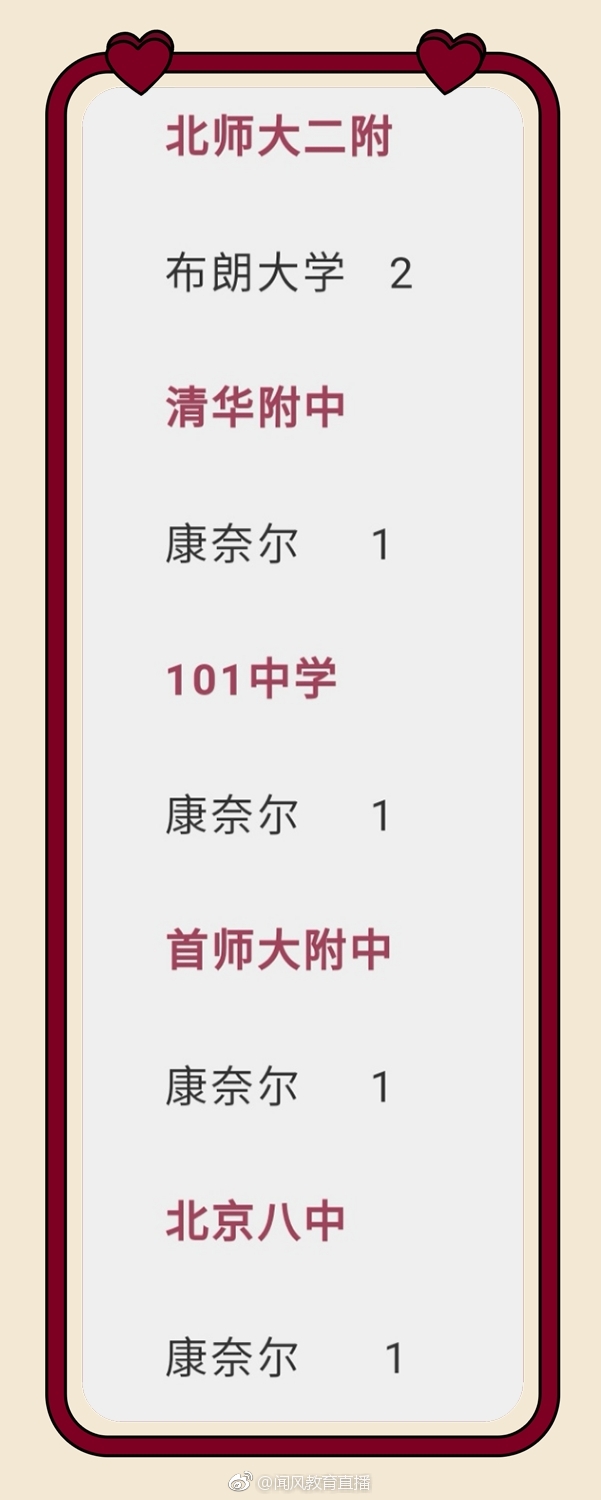 北师大二附
布朗大学 2
清华附中
康奈尔 1
101中学
康奈尔 1
首师大附中
康奈尔 1
北京八中
康奈尔 1
@闻风教育直播